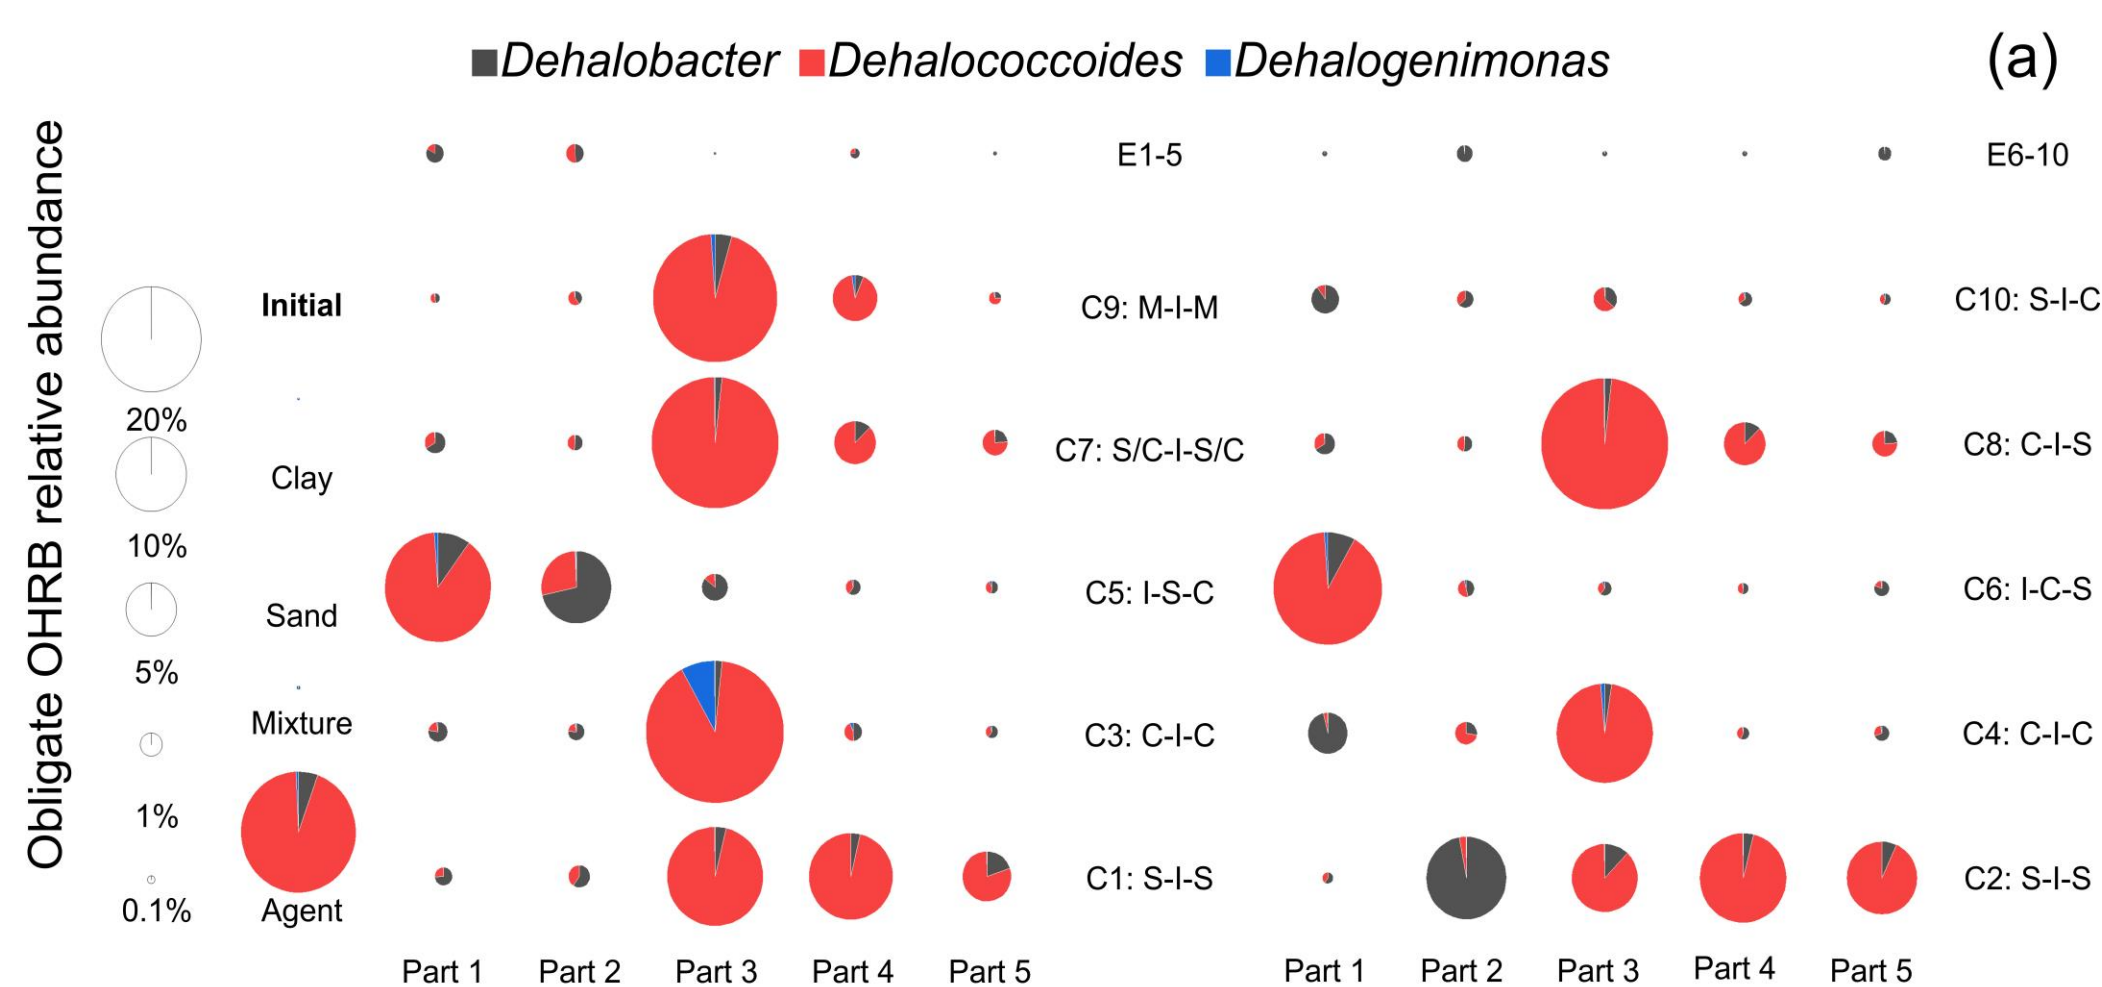 Dehalobacter Dehalococcoides Dehalogenimonas
(a)
Obligate OHRB relative abundance
20%
10%
5%
1%
0.1%
Initial
Clay
Sand
Mixture
Agent
E1-5
E6-10
C9: M-I-M
C10: S-I-C
C7: S/C-I-S/C
C8: C-I-S
C5: I-S-C
C6: I-C-S
C3: C-I-C
C4: C-I-C
C1: S-I-S
C2: S-I-S
Part 1 Part 2 Part 3 Part 4 Part 5 Part 1 Part 2 Part 3 Part 4 Part 5